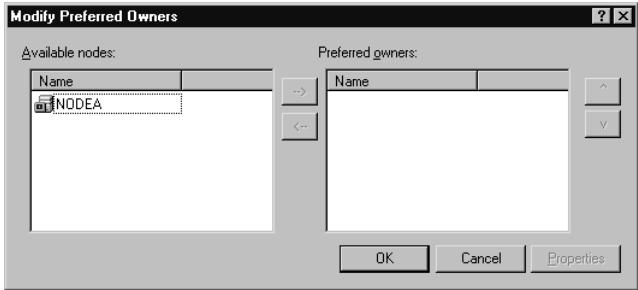 Modify Preferred Owners
Available nodes:
Preferred owners:
Name
Name
NODEA
-->
<--
^
v
OK
Cancel
Properties